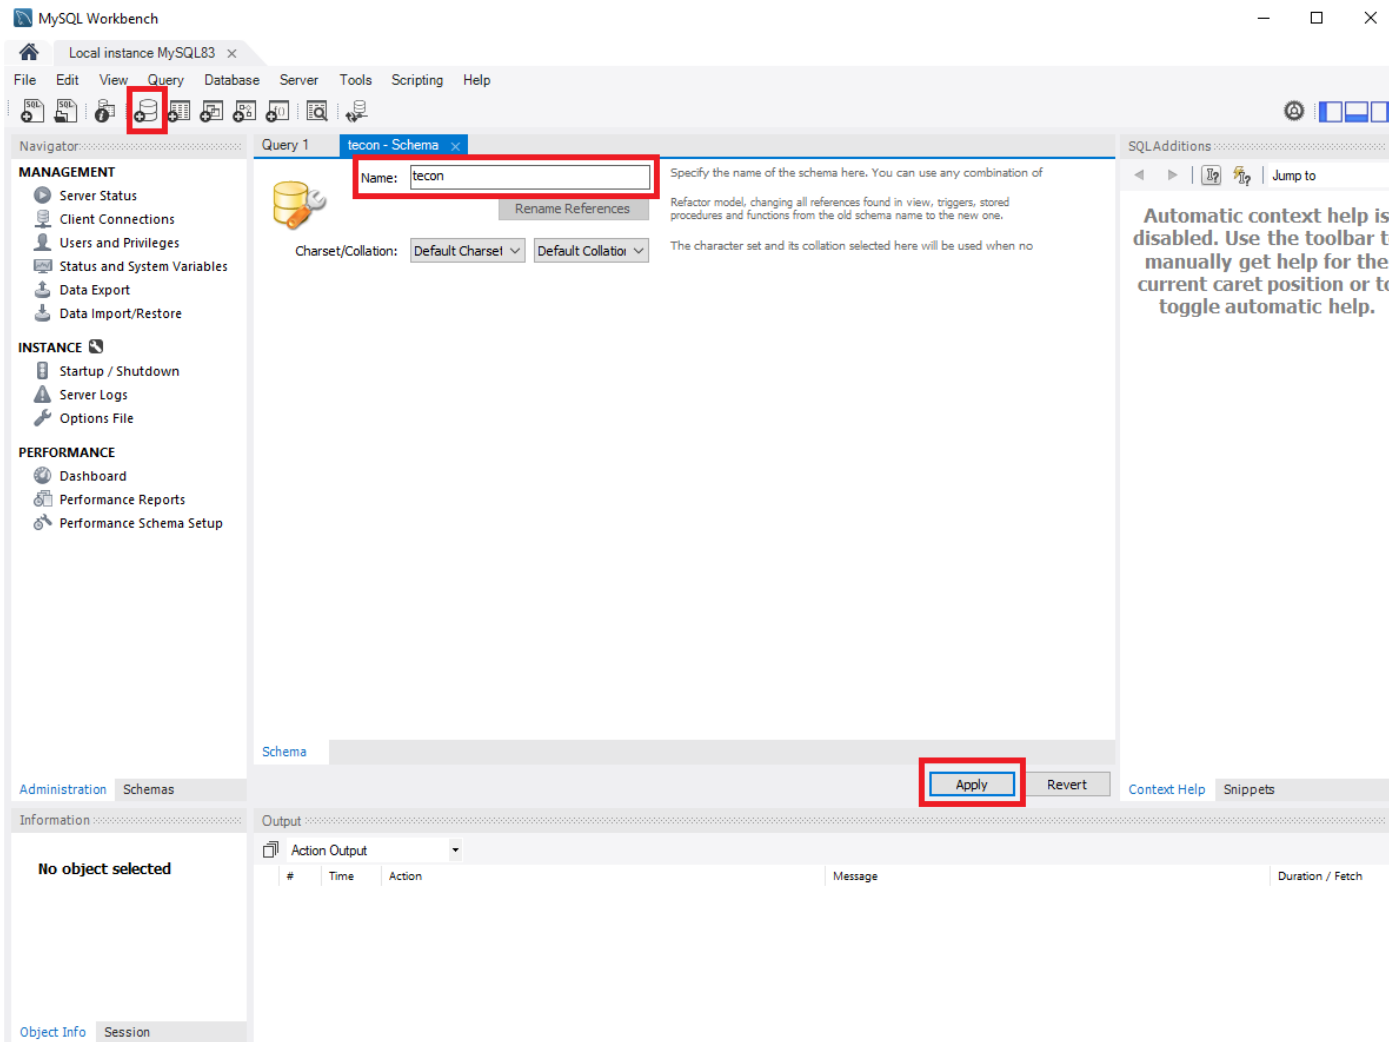 MySQL Workbench
Local instance MySQL83
File Edit View Query Database Server Tools Scripting Help
SQL SQL
Navigator
MANAGEMENT
Server Status
Client Connections
Users and Privileges
Status and System Variables
Data Export
Data Import/Restore
INSTANCE
Startup / Shutdown
Server Logs
Options File
PERFORMANCE
Dashboard
Performance Reports
Performance Schema Setup
Administration Schemas
Information
No object selected
Object Info Session
Query 1 tecon - Schema
Name: tecon
Specify the name of the schema here. You can use any combination of
Rename References
Refactor model, changing all references found in view, triggers, stored
procedures and functions from the old schema name to the new one.
Charset/Collation: Default Charset Default Collation
The character set and its collation selected here will be used when no
Schema
Apply Revert
Output
Action Output
# Time Action Message Duration / Fetch
SQLAdditions
Jump to
Automatic context help is
disabled. Use the toolbar t
manually get help for the
current caret position or to
toggle automatic help.
Context Help Snippets